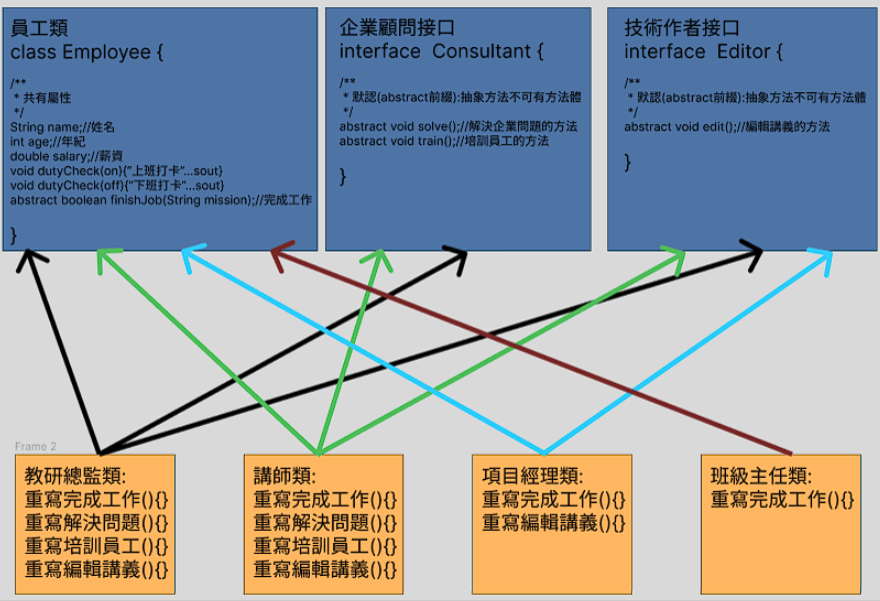 員工類
class Employee {
/**
* 共有屬性
*/
String name;//姓名
int age;//年紀
double salary;//薪資
void dutyCheck(on){"上班打卡"...sout}
void dutyCheck(off){"下班打卡"...sout}
abstract boolean finishJob(String mission);//完成工作
}
企業顧問接口
interface Consultant {
/**
* 默認(abstract前綴):抽象方法不可有方法體
*/
abstract void solve();//解決企業問題的方法
abstract void train();//培訓員工的方法
}
技術作者接口
interface Editor {
/**
* 默認(abstract前綴):抽象方法不可有方法體
*/
abstract void edit();//編輯講義的方法
}
Frame 2
教研總監類:
重寫完成工作(){}
重寫解決問題(){}
重寫培訓員工(){}
重寫編輯講義(){}
講師類:
重寫完成工作(){}
重寫解決問題(){}
重寫培訓員工(){}
重寫編輯講義(){}
項目經理類:
重寫完成工作(){}
重寫編輯講義(){}
班級主任類:
重寫完成工作(){}